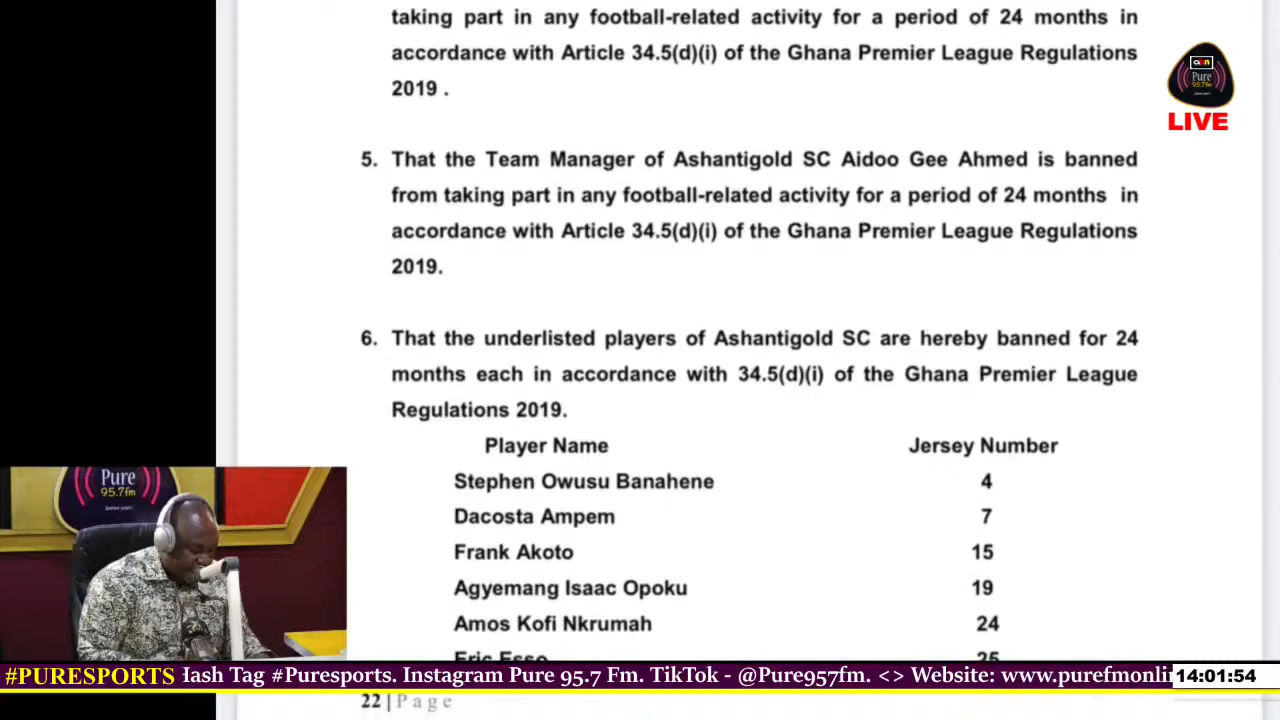 taking part in any football-related activity for a period of 24 months in
accordance with Article 34.5(d)(i) of the Ghana Premier League Regulations
2019 .
Pure
95.7fm
LIVE
5. That the Team Manager of Ashantigold SC Aidoo Gee Ahmed is banned
from taking part in any football-related activity for a period of 24 months in
accordance with Article 34.5(d)(i) of the Ghana Premier League Regulations
2019.
6. That the underlisted players of Ashantigold SC are hereby banned for 24
months each in accordance with 34.5(d)(i) of the Ghana Premier League
Regulations 2019.
Player Name Jersey Number
Stephen Owusu Banahene 4
Dacosta Ampem 7
Frank Akoto 15
Agyemang Isaac Opoku 19
Amos Kofi Nkrumah 24
Eric Esso 25
Pure
95.7fm
#PURESPORTS Hash Tag #Puresports. Instagram Pure 95.7 Fm. TikTok - @Pure957fm. <> Website: www.purefmonli
14:01:54
22 | Page